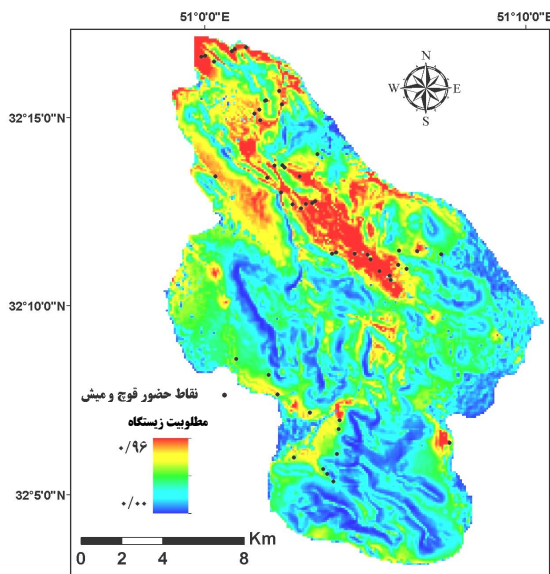 51°0'0"E
51°10'0"E
N
W
E
S
32°15'0"N
32°10'0"N
32°5'0"N
نقاط حضور قوچ و میش
مطلوبیت زیستگاه
۰/۹۶
۰/۰۰
Km
0 2 4 8